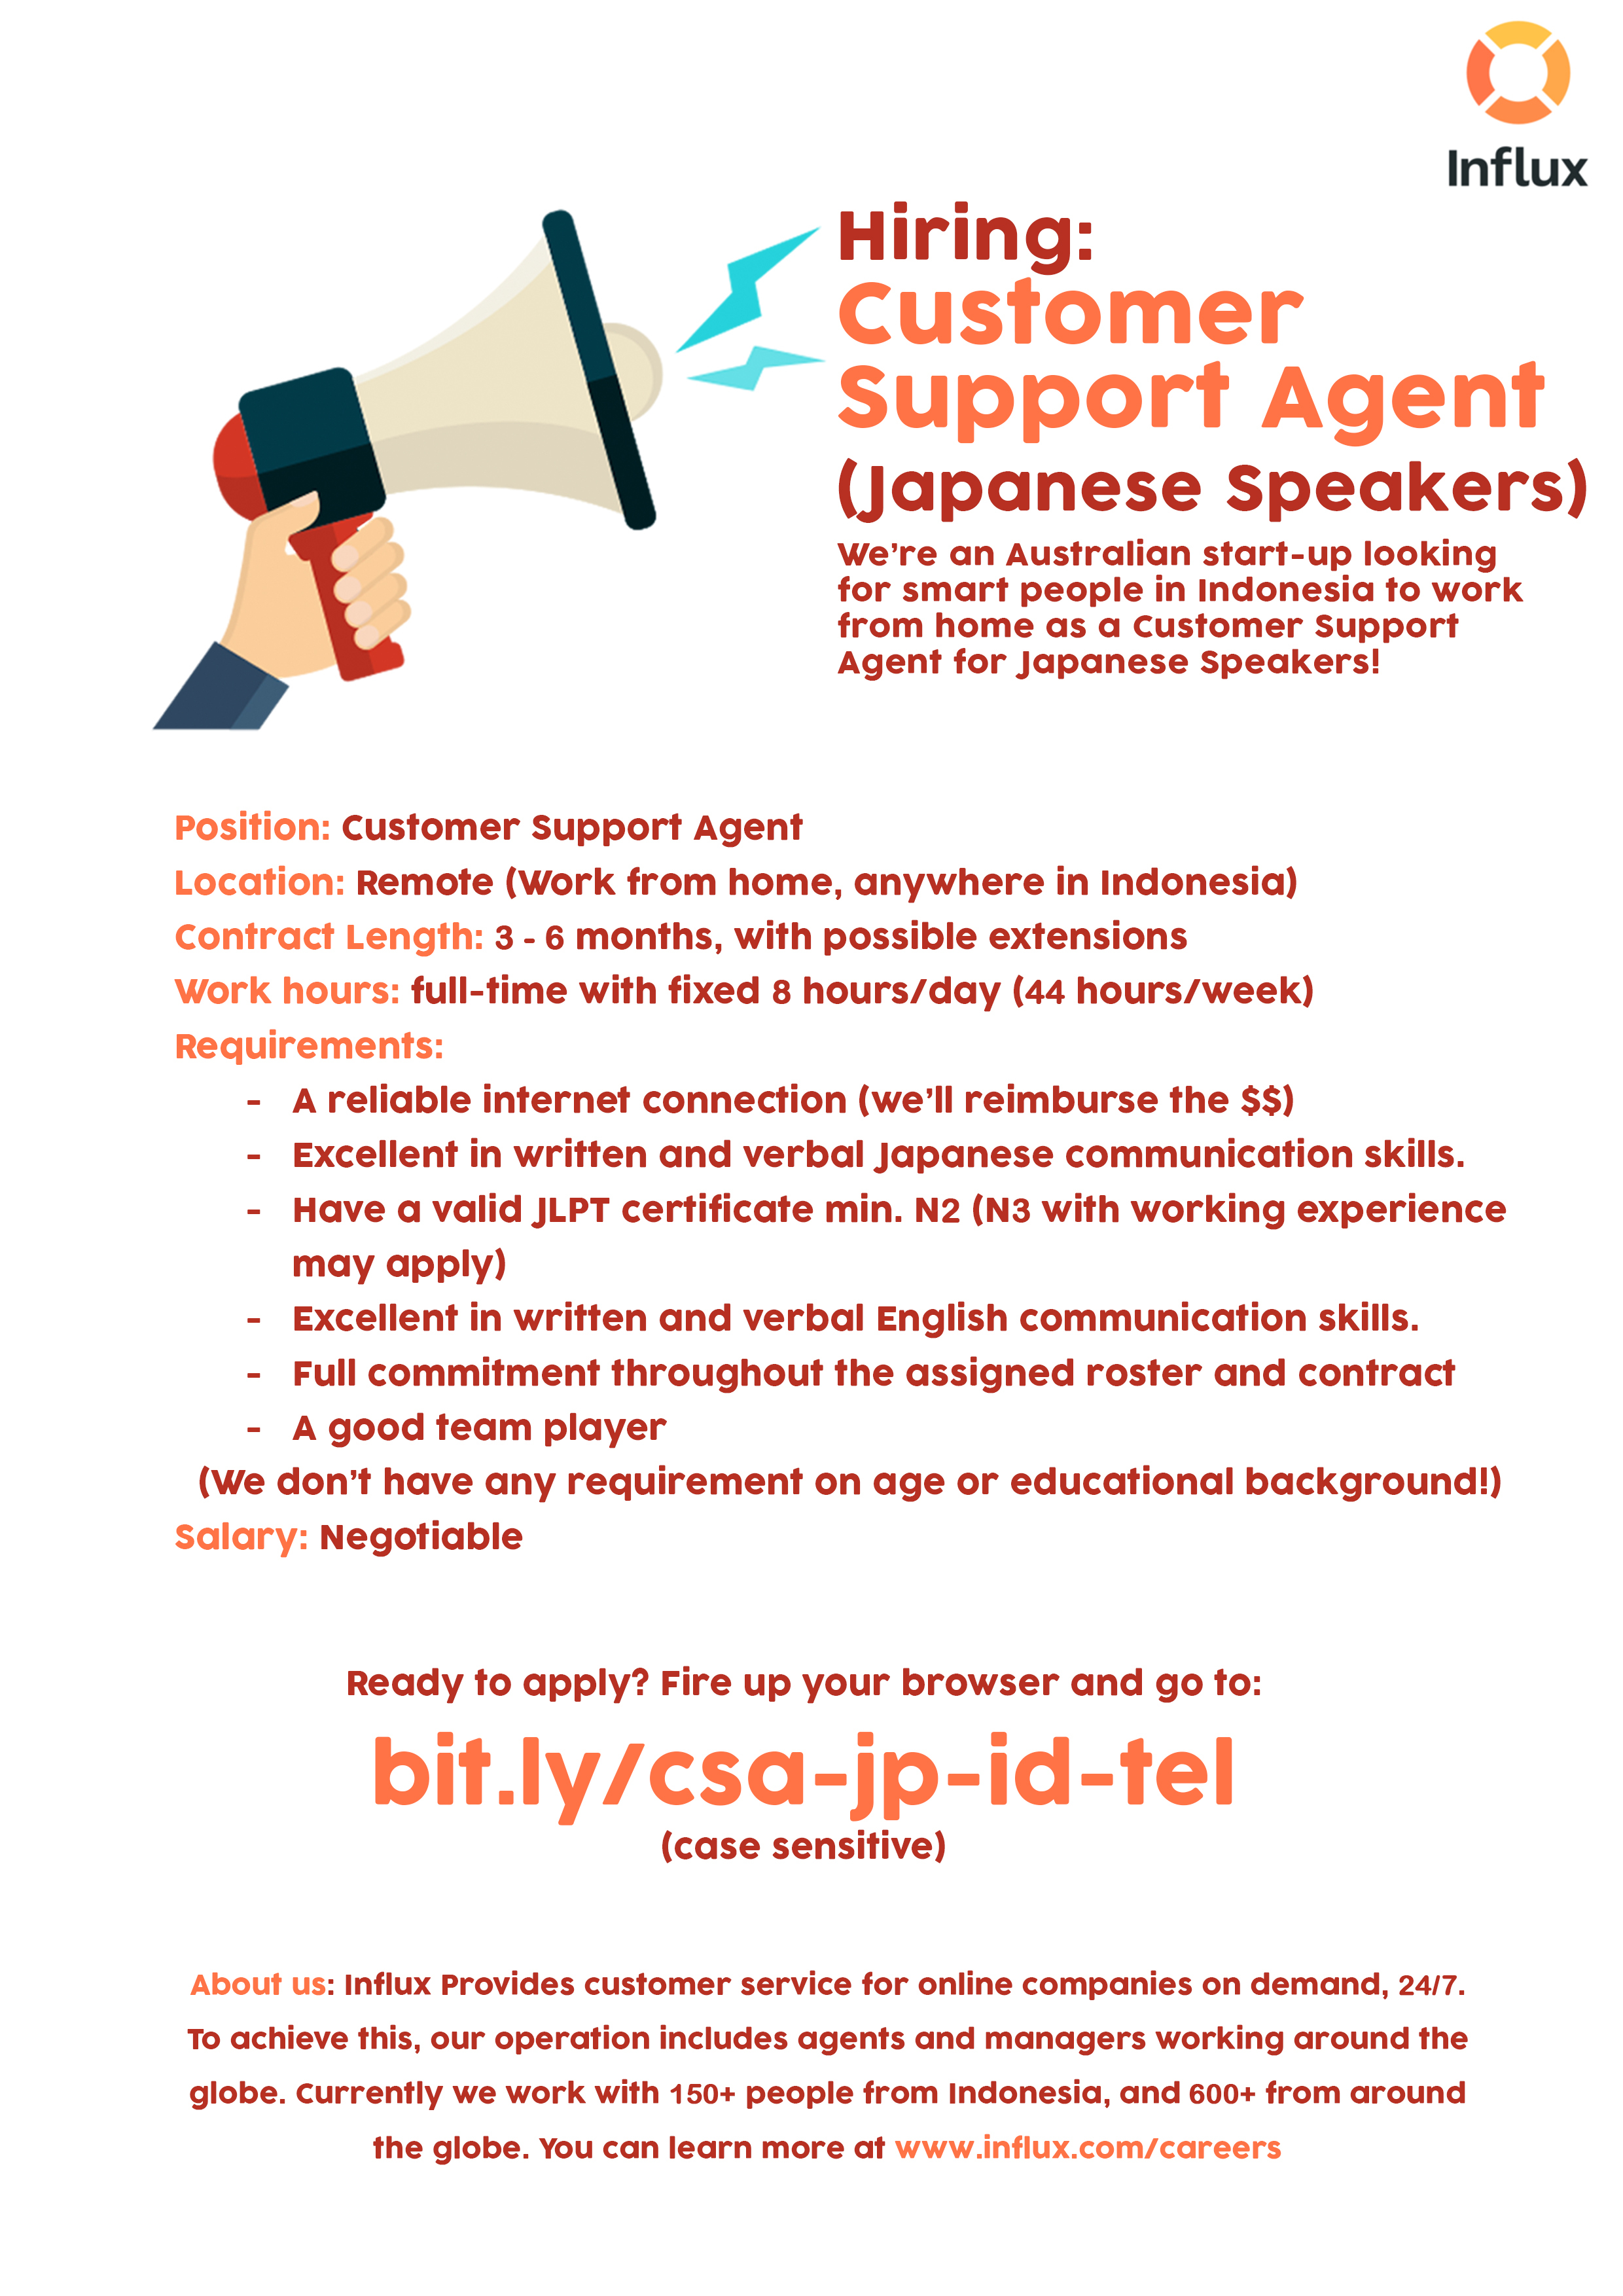 Influx
Hiring:
Customer
Support Agent
(Japanese Speakers)
We're an Australian start-up looking
for smart people in Indonesia to work
from home as a Customer Support
Agent for Japanese Speakers!
Position: Customer Support Agent
Location: Remote (Work from home, anywhere in Indonesia)
Contract Length: 3 - 6 months, with possible extensions
Work hours: full-time with fixed 8 hours/day (44 hours/week)
Requirements:
- A reliable internet connection (we'll reimburse the $$)
- Excellent in written and verbal Japanese communication skills.
- Have a valid JLPT certificate min. N2 (N3 with working experience
may apply)
- Excellent in written and verbal English communication skills.
- Full commitment throughout the assigned roster and contract
- A good team player
(We don't have any requirement on age or educational background!)
Salary: Negotiable
Ready to apply? Fire up your browser and go to:
bit.ly/csa-jp-id-tel
(case sensitive)
About us: Influx Provides customer service for online companies on demand, 24/7.
To achieve this, our operation includes agents and managers working around the
globe. Currently we work with 150+ people from Indonesia, and 600+ from around
the globe. You can learn more at www.influx.com/careers